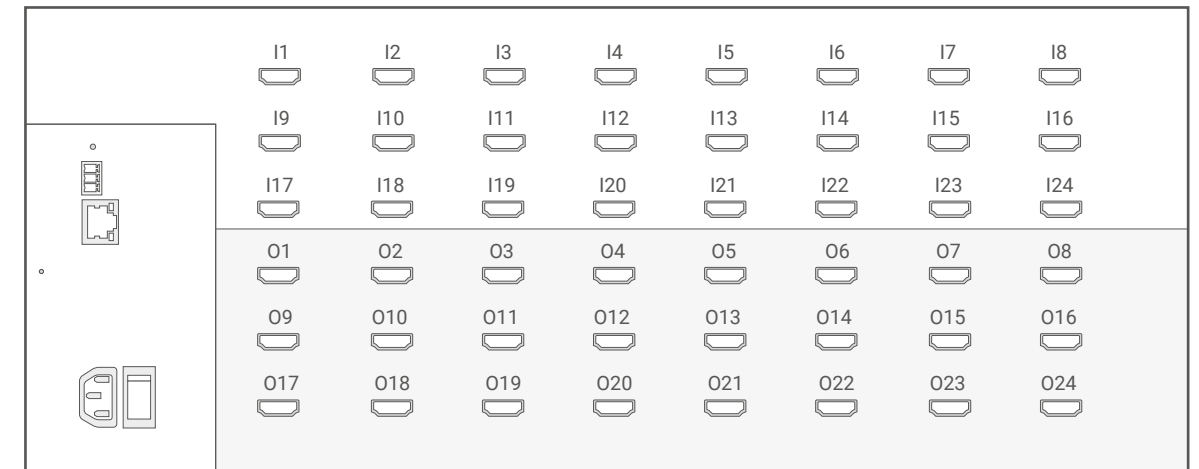 I1 I2 I3 I4 I5 I6 I7 I8
I9 I10 I11 I12 I13 I14 I15 I16
I17 I18 I19 I20 I21 I22 I23 I24
O1 O2 O3 O4 O5 O6 O7 O8
O9 O10 O11 O12 O13 O14 O15 O16
O17 O18 O19 O20 O21 O22 O23 O24